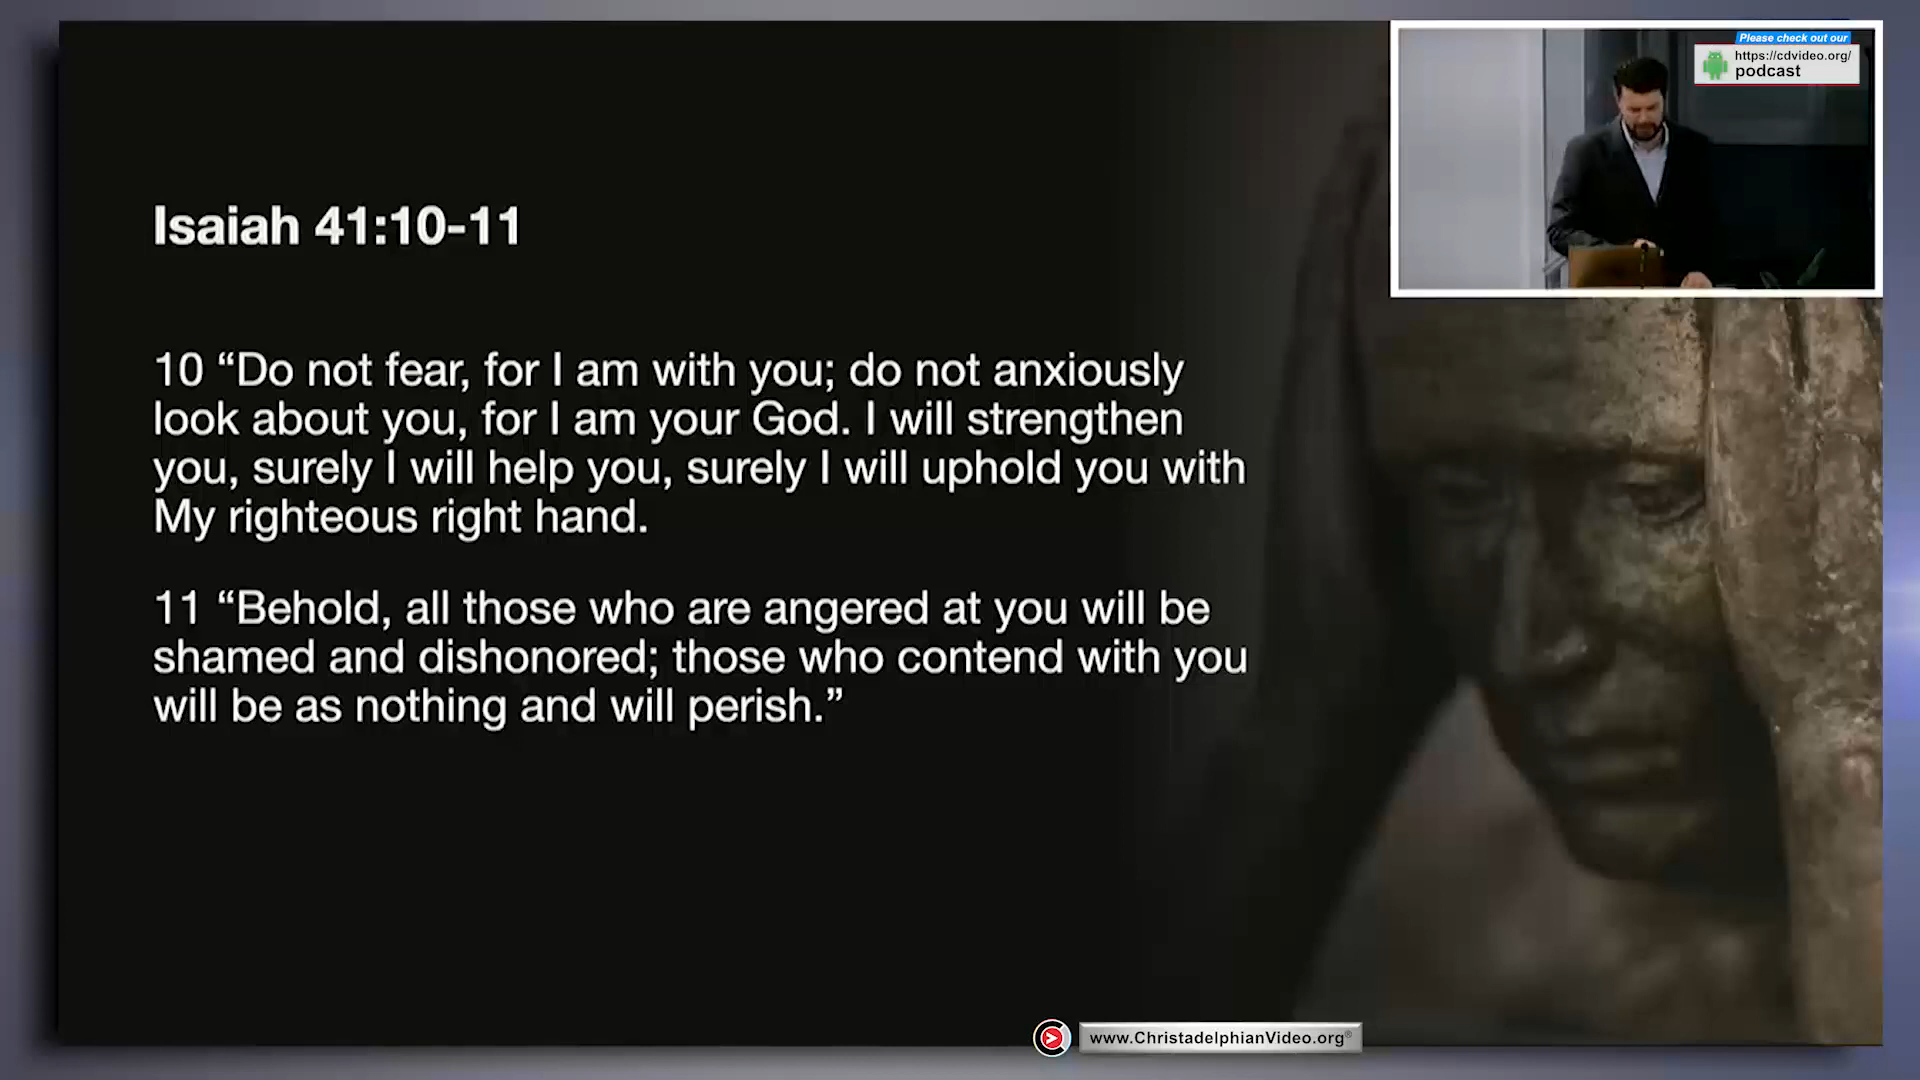 Please check out our
https://cdvideo.org/
podcast
Isaiah 41:10-11
10 “Do not fear, for I am with you; do not anxiously
look about you, for I am your God. I will strengthen
you, surely I will help you, surely I will uphold you with
My righteous right hand.
11 “Behold, all those who are angered at you will be
shamed and dishonored; those who contend with you
will be as nothing and will perish.”
www.ChristadelphianVideo.org®